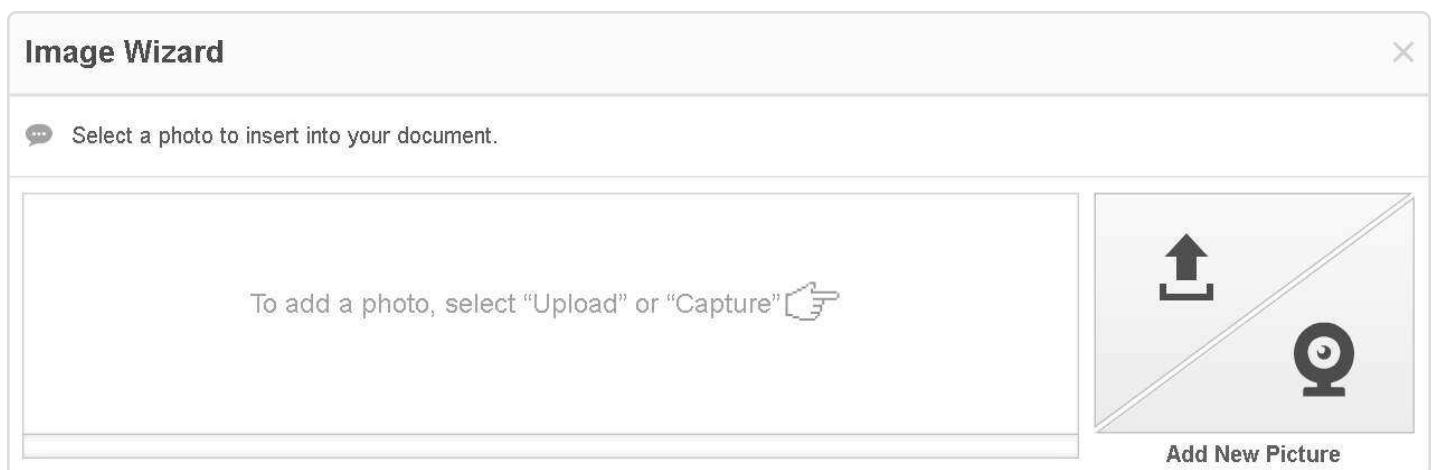 Image Wizard
Select a photo to insert into your document.
To add a photo, select “Upload” or “Capture”
Add New Picture